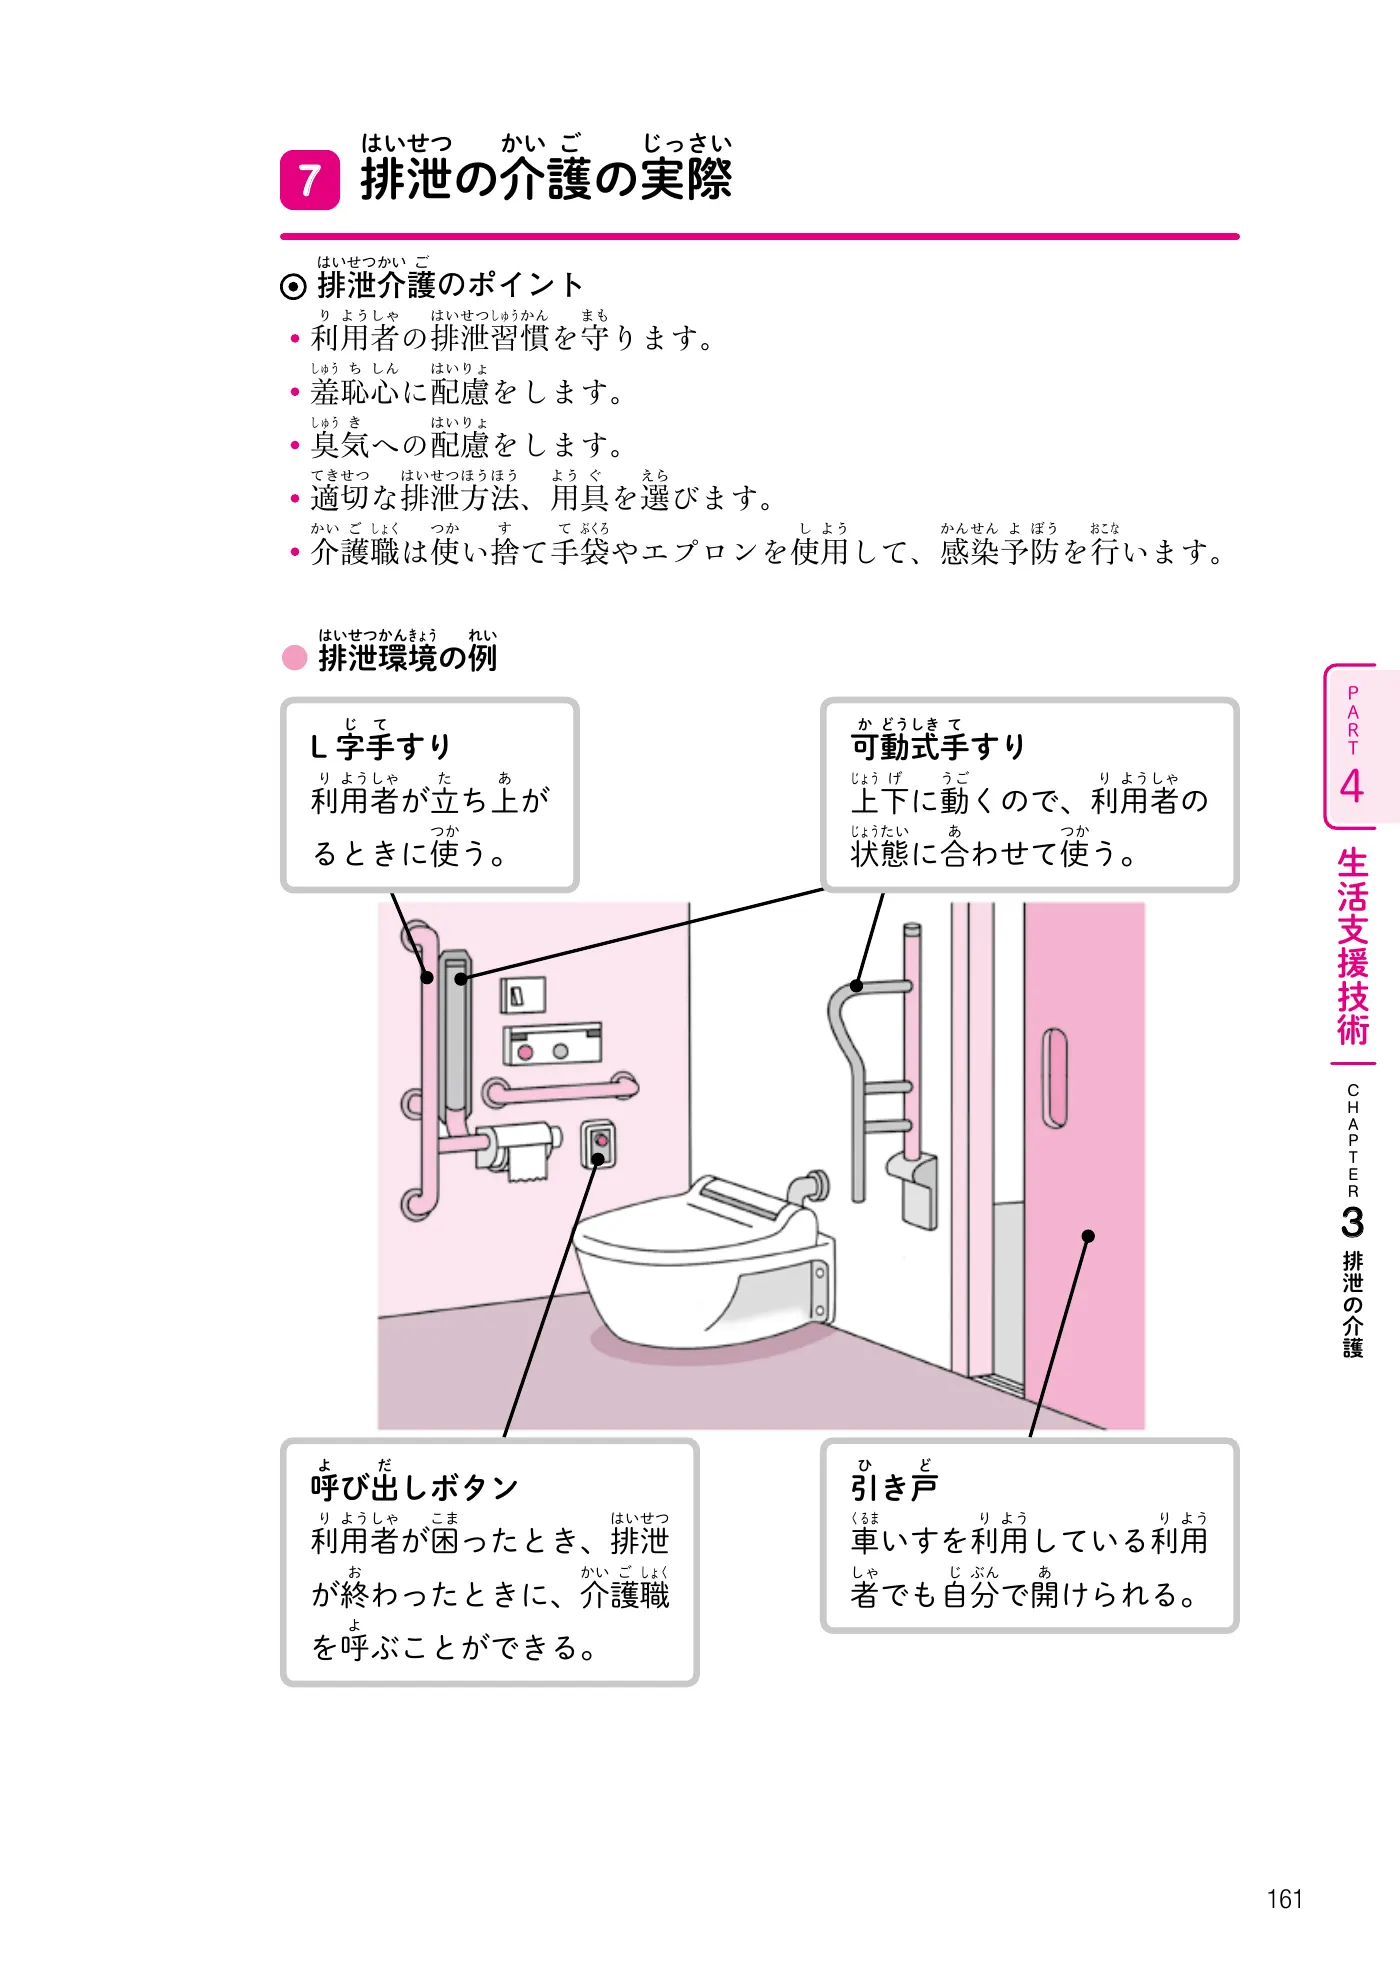 はいせつ かいご じっさい
7 排泄の介護の実際
はいせつかいご
排泄介護のポイント
りようしゃ はいせつしゅうかん まも
・利用者の排泄習慣を守ります。
しゅうちしん はいりょ
・羞恥心に配慮をします。
しゅうき はいりょ
・臭気への配慮をします。
てきせつ はいせつほうほう ようぐ えら
・適切な排泄方法、用具を選びます。
かいごしょく つか す てぶくろ しよう かんせんよぼう おこな
・介護職は使い捨て手袋やエプロンを使用して、感染予防を行います。
はいせつかんきょう れい
●排泄環境の例
じて
L字手すり
りようしゃ た あ
利用者が立ち上が
つか
るときに使う。
かどうしきて
可動式手すり
じょうげ うご りようしゃ
上下に動くので、利用者の
じょうたい あ つか
状態に合わせて使う。
よ だ
呼び出しボタン
りようしゃ こま はいせつ
利用者が困ったとき、排泄
お かいごしょく
が終わったときに、介護職
よ
を呼ぶことができる。
ひ ど
引き戸
くるま りよう りよう
車いすを利用している利用
しゃ じぶん あ
者でも自分で開けられる。
PART
4
生活支援技術
CHAPTER
3
排泄の介護
161